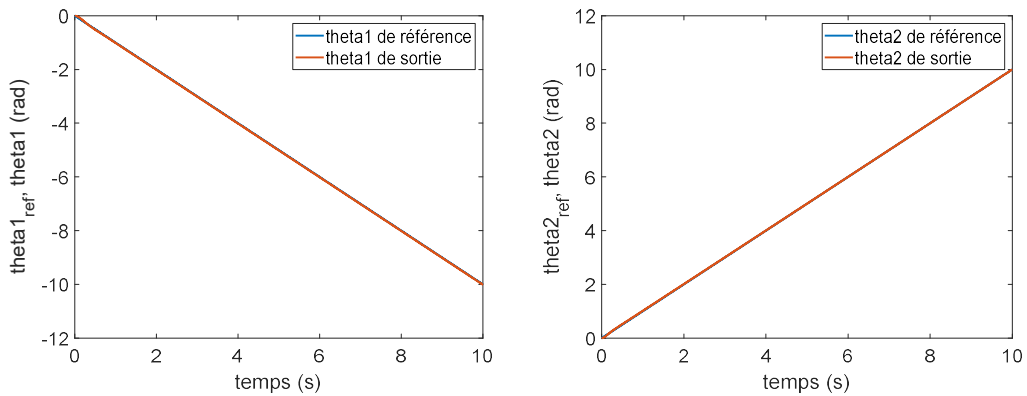 0
-2
-4
-6
-8
-10
-12
theta1ref, theta1 (rad)
theta1 de référence
theta1 de sortie
0 2 4 6 8 10
temps (s)
12
10
8
6
4
2
0
theta2ref, theta2 (rad)
theta2 de référence
theta2 de sortie
0 2 4 6 8 10
temps (s)